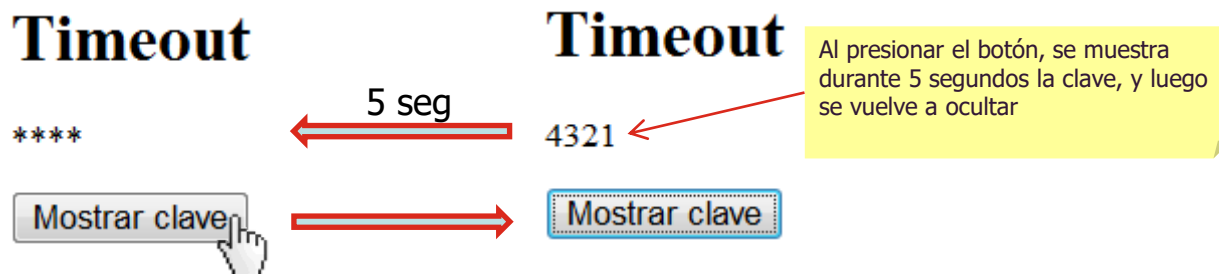 Timeout
****
Mostrar clave
5 seg
Timeout
4321
Mostrar clave
Al presionar el botón, se muestra
durante 5 segundos la clave, y luego
se vuelve a ocultar